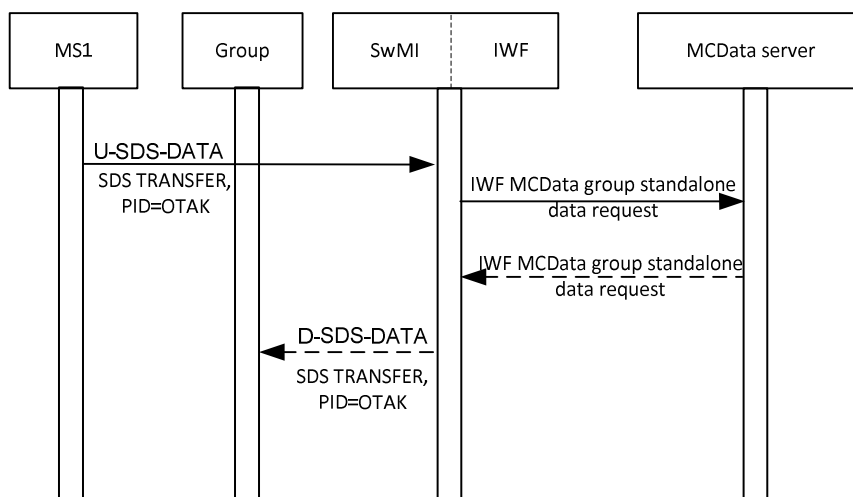 MS1
Group
SwMI
IWF
MCData server
U-SDS-DATA
SDS TRANSFER,
PID=OTAK
IWF MCData group standalone
data request
IWF MCData group standalone
data request
D-SDS-DATA
SDS TRANSFER,
PID=OTAK